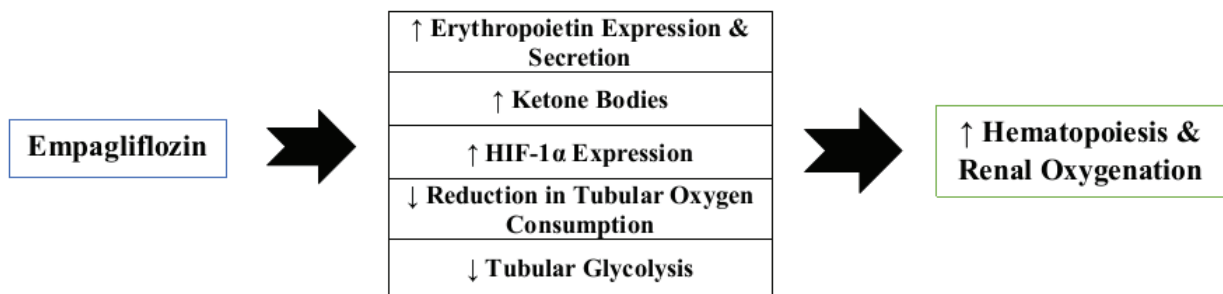 Empagliflozin
↑ Erythropoietin Expression &
Secretion
↑ Ketone Bodies
↑ HIF-1α Expression
↓ Reduction in Tubular Oxygen
Consumption
↓ Tubular Glycolysis
↑ Hematopoiesis &
Renal Oxygenation